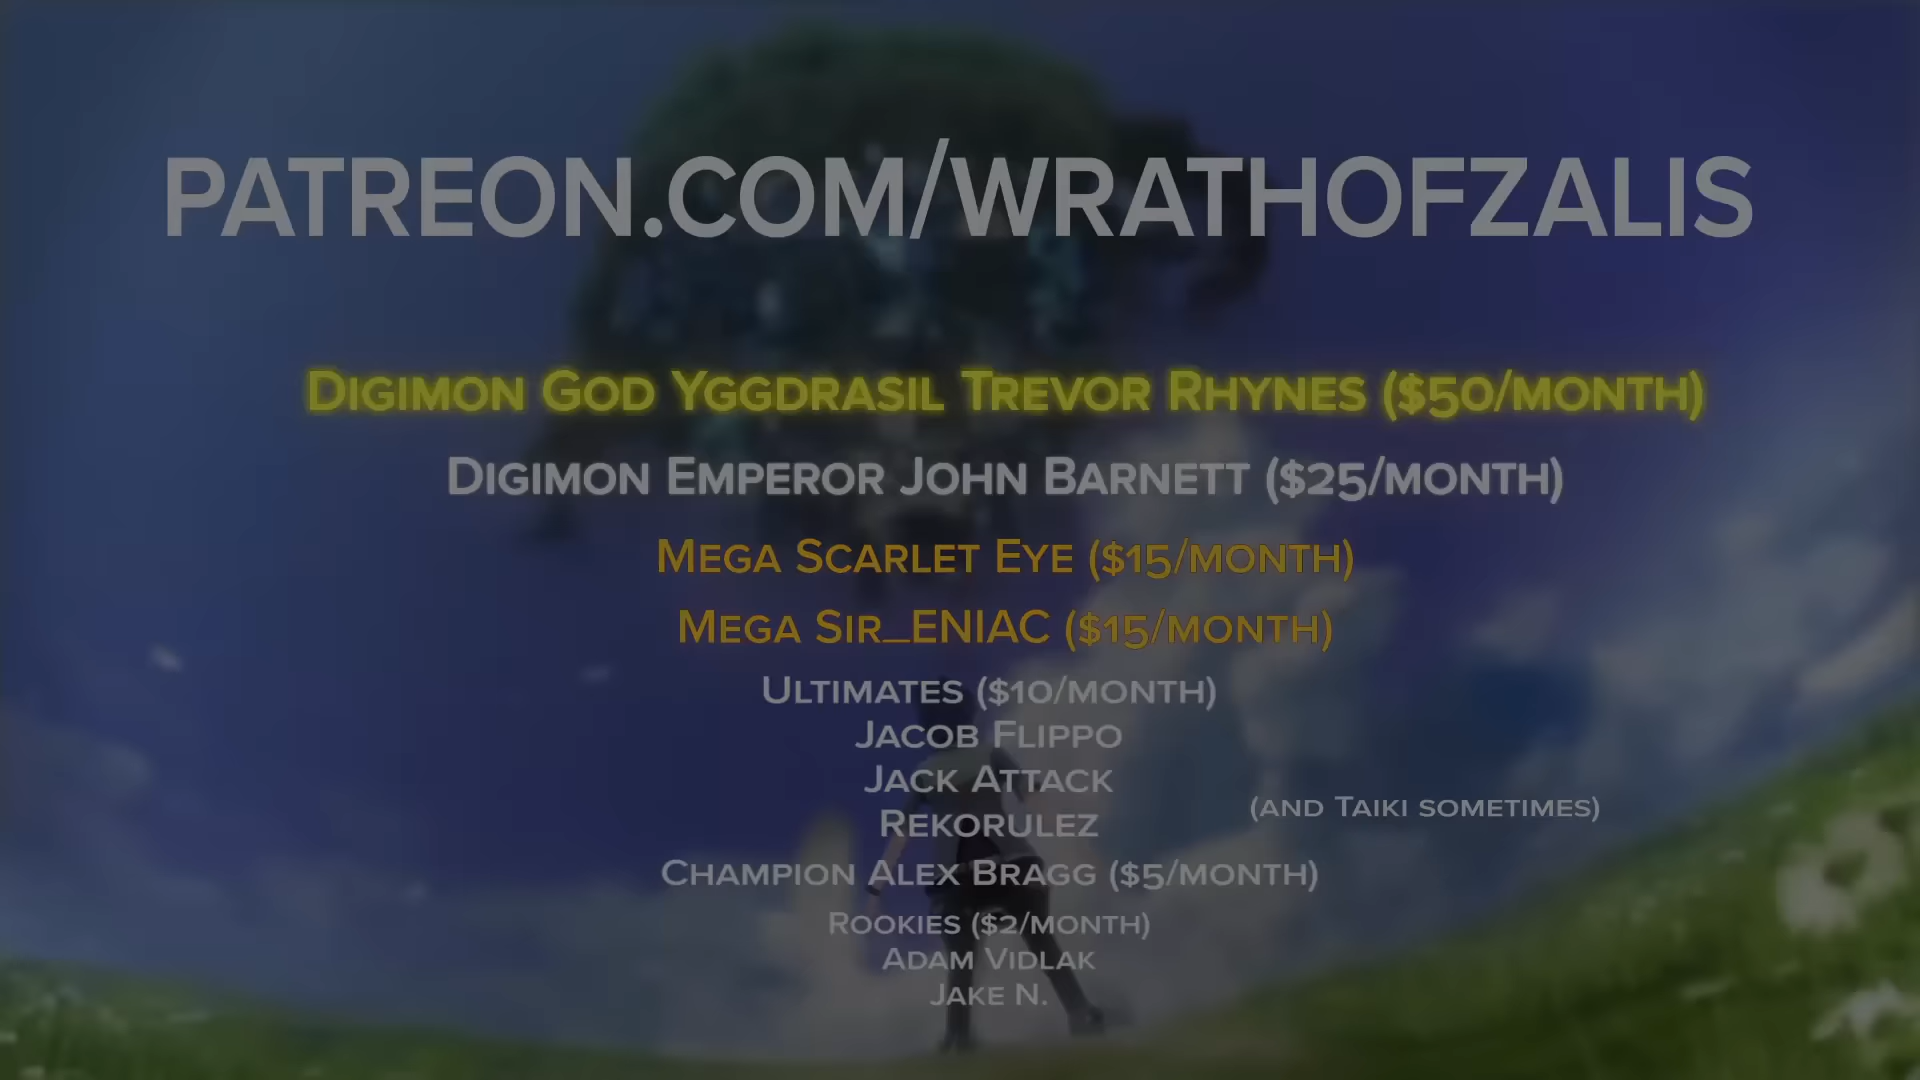 PATREON.COM/WRATHOFZALIS
DIGIMON GOD YGGDRASIL TREVOR RHYNES ($50/MONTH)
DIGIMON EMPEROR JOHN BARNETT ($25/MONTH)
MEGA SCARLET EYE ($15/MONTH)
MEGA SIR_ENIAC ($15/MONTH)
ULTIMATES ($10/MONTH)
JACOB FLIPPO
JACK ATTACK
(AND TAIKI SOMETIMES)
REKORULEZ
CHAMPION ALEX BRAGG ($5/MONTH)
ROOKIES ($2/MONTH)
ADAM VIDLAK
JAKE N.